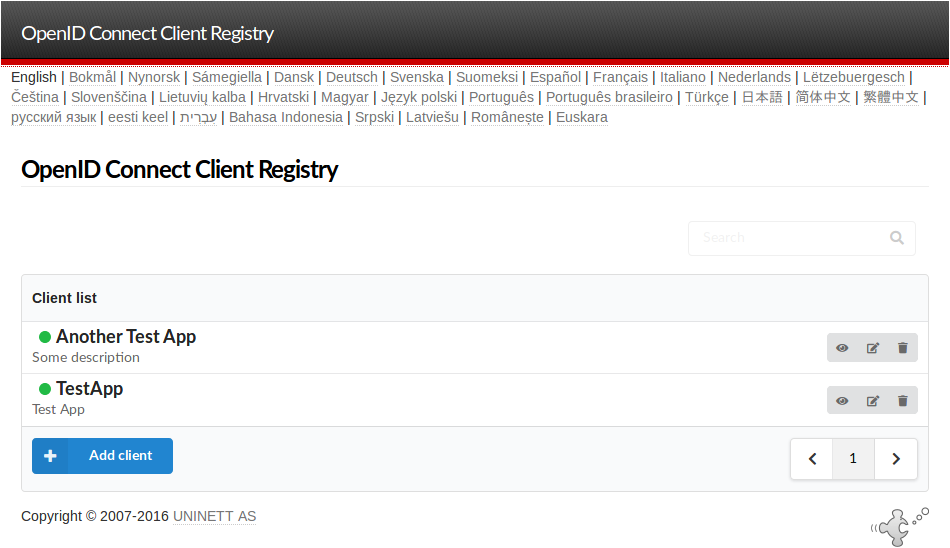 OpenID Connect Client Registry
English | Bokmål | Nynorsk | Sámegiella | Dansk | Deutsch | Svenska | Suomeksi | Español | Français | Italiano | Nederlands | Lëtzebuergesch |
Čeština | Slovenščina | Lietuvių kalba | Hrvatski | Magyar | Język polski | Português | Português brasileiro | Türkçe | 日本語 | 简体中文 | 繁體中文 |
русский язык | eesti keel | עִבְרִית | Bahasa Indonesia | Srpski | Latviešu | Românește | Euskara
OpenID Connect Client Registry
Search
Client list
Another Test App
Some description
TestApp
Test App
Add client
1
Copyright © 2007-2016 UNINETT AS